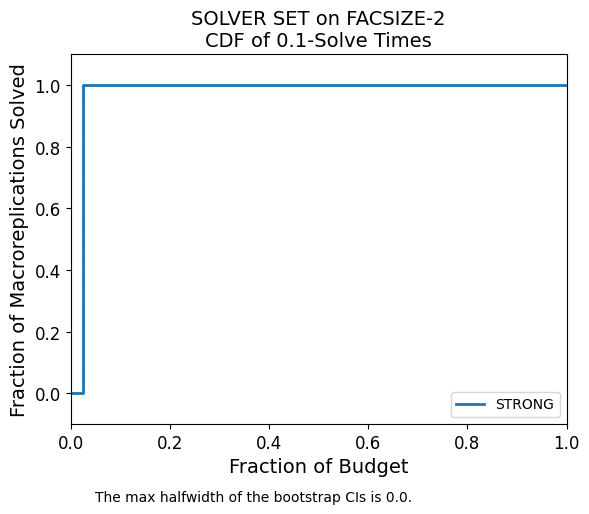 SOLVER SET on FACSIZE-2
CDF of 0.1-Solve Times
Fraction of Macroreplications Solved
1.0
0.8
0.6
0.4
0.2
0.0
STRONG
0.0 0.2 0.4 0.6 0.8 1.0
Fraction of Budget
The max halfwidth of the bootstrap CIs is 0.0.